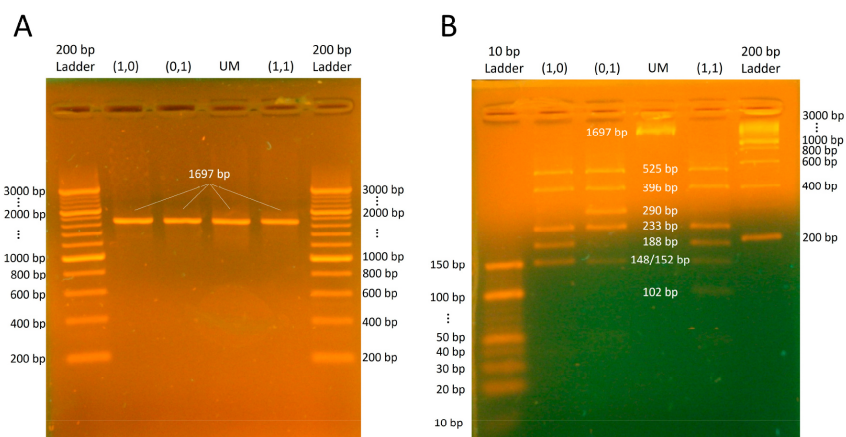 A
B
200 bp
Ladder
(1,0)
(0,1)
UM
(1,1)
200 bp
Ladder
10 bp
Ladder
(1,0)
(0,1)
UM
(1,1)
200 bp
Ladder
1697 bp
3000 bp
2000 bp
1000 bp
800 bp
600 bp
400 bp
200 bp
3000 bp
2000 bp
1000 bp
800 bp
600 bp
400 bp
200 bp
150 bp
100 bp
50 bp
40 bp
30 bp
20 bp
10 bp
1697 bp
525 bp
396 bp
290 bp
233 bp
188 bp
148/152 bp
102 bp
3000 bp
1000 bp
800 bp
600 bp
400 bp
200 bp